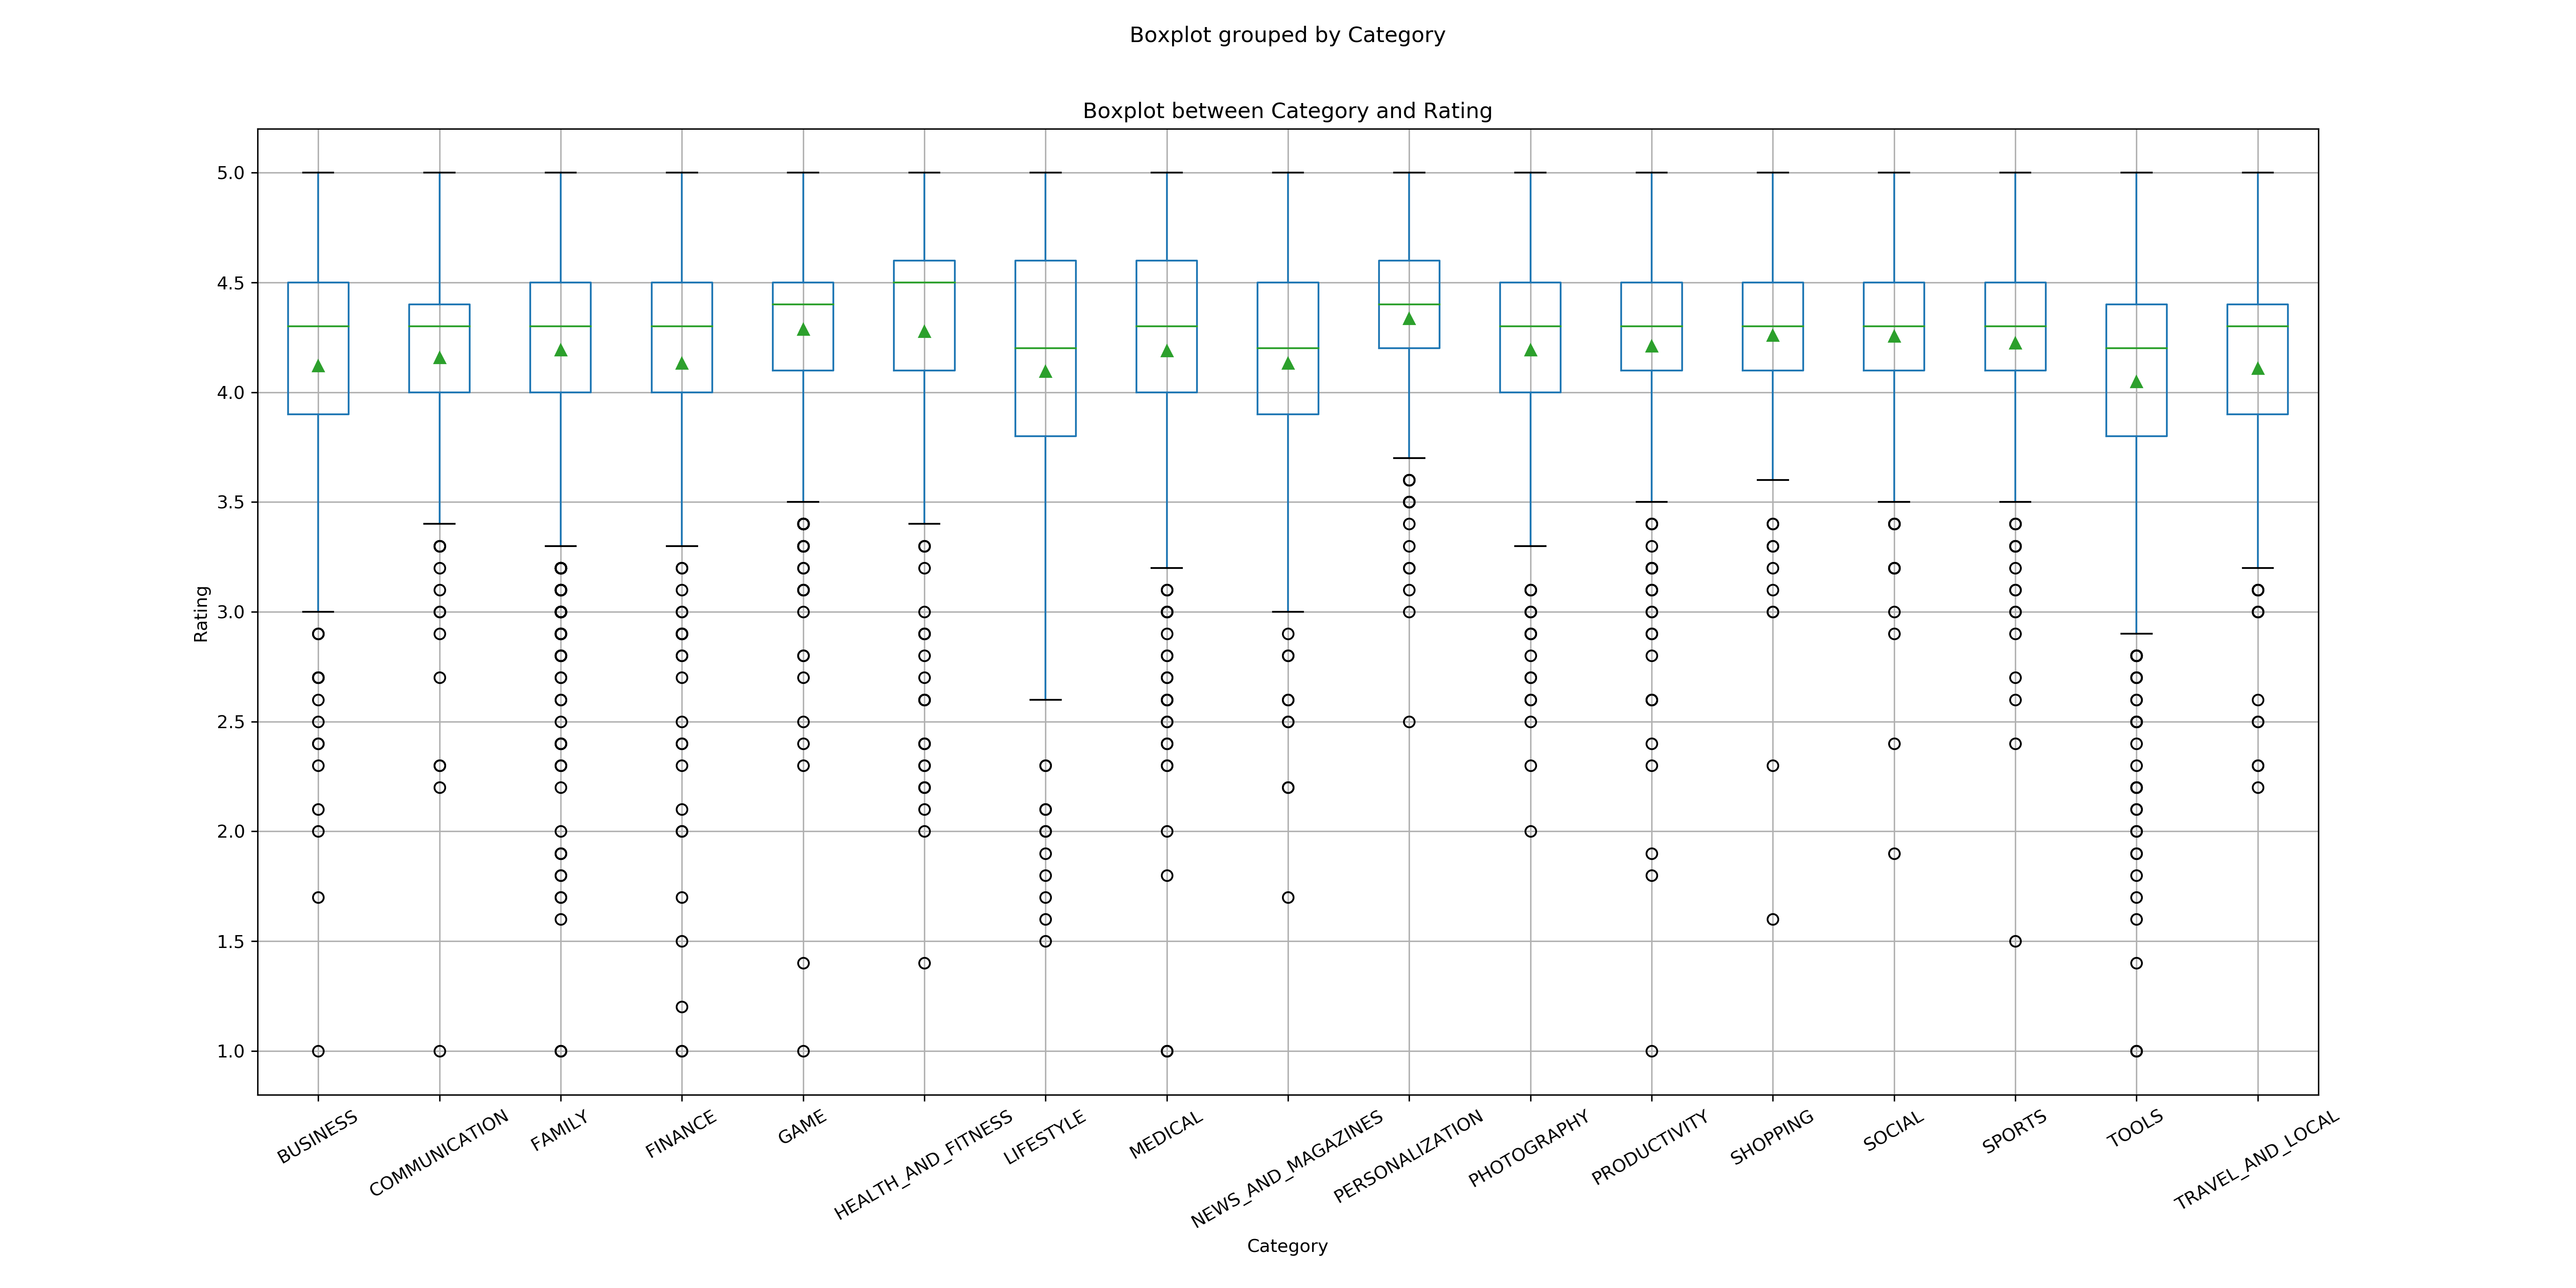 Boxplot grouped by Category
Boxplot between Category and Rating
5.0
4.5
4.0
3.5
3.0
2.5
2.0
1.5
1.0
Rating
BUSINESS
COMMUNICATION
FAMILY
FINANCE
GAME
HEALTH_AND_FITNESS
LIFESTYLE
MEDICAL
NEWS_AND_MAGAZINES
PERSONALIZATION
PHOTOGRAPHY
PRODUCTIVITY
SHOPPING
SOCIAL
SPORTS
TOOLS
TRAVEL_AND_LOCAL
Category